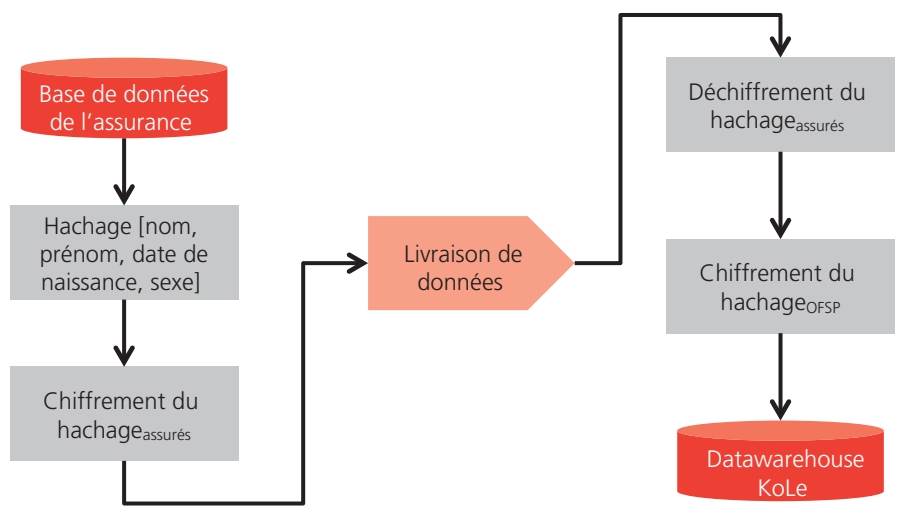 Base de données
de l'assurance
Hachage [nom,
prénom, date de
naissance, sexe]
Chiffrement du
hachageassurés
Livraison de
données
Déchiffrement du
hachageassurés
Chiffrement du
hachageOFSP
Datawarehouse
KoLe